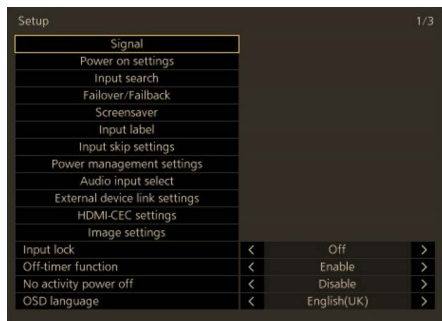 Setup 1/3
Signal
Power on settings
Input search
Failover/Failback
Screensaver
Input label
Input skip settings
Power management settings
Audio input select
External device link settings
HDMI-CEC settings
Image settings
Input lock < Off >
Off-timer function < Enable >
No activity power off < Disable >
OSD language < English(UK) >